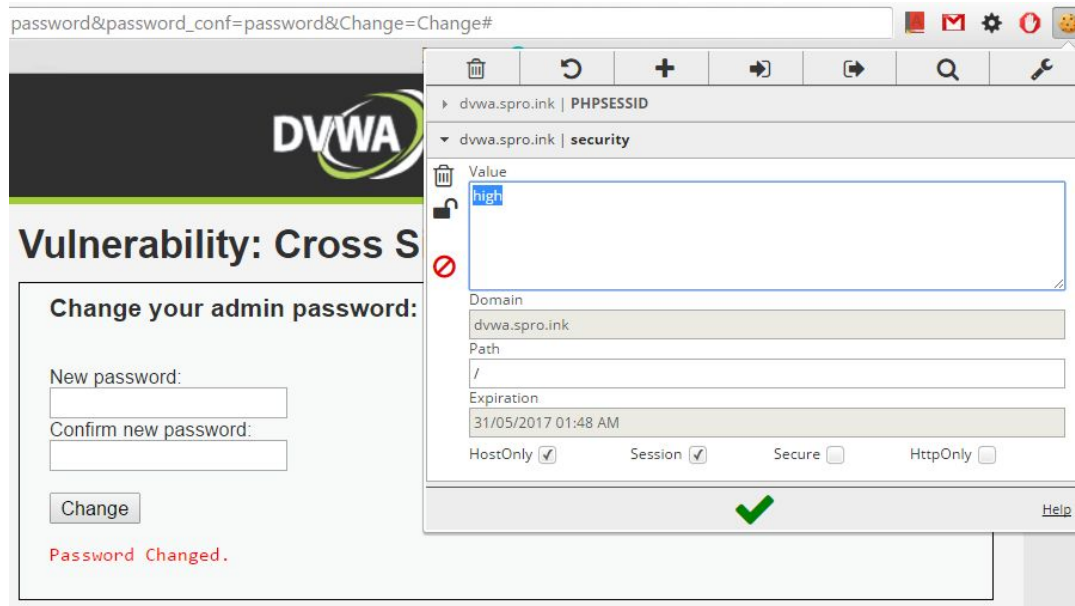 password&password_conf=password&Change=Change#
DVWA
dvwa.spro.ink | PHPSESSID
dvwa.spro.ink | security
Value
high
Domain
dvwa.spro.ink
Path
/
Expiration
31/05/2017 01:48 AM
HostOnly Session Secure HttpOnly
Help
Vulnerability: Cross S
Change your admin password:
New password:
Confirm new password:
Change
Password Changed.